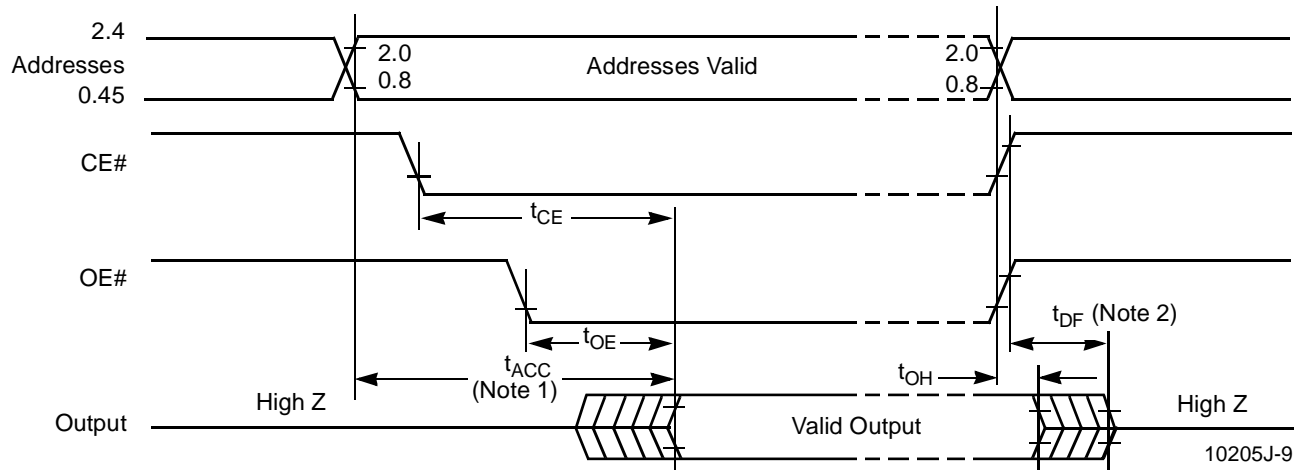 2.4
Addresses
0.45
2.0
0.8
Addresses Valid
2.0
0.8
CE#
tCE
OE#
tOE
tDF (Note 2)
tACC
(Note 1)
tOH
High Z
High Z
Output
Valid Output
10205J-9